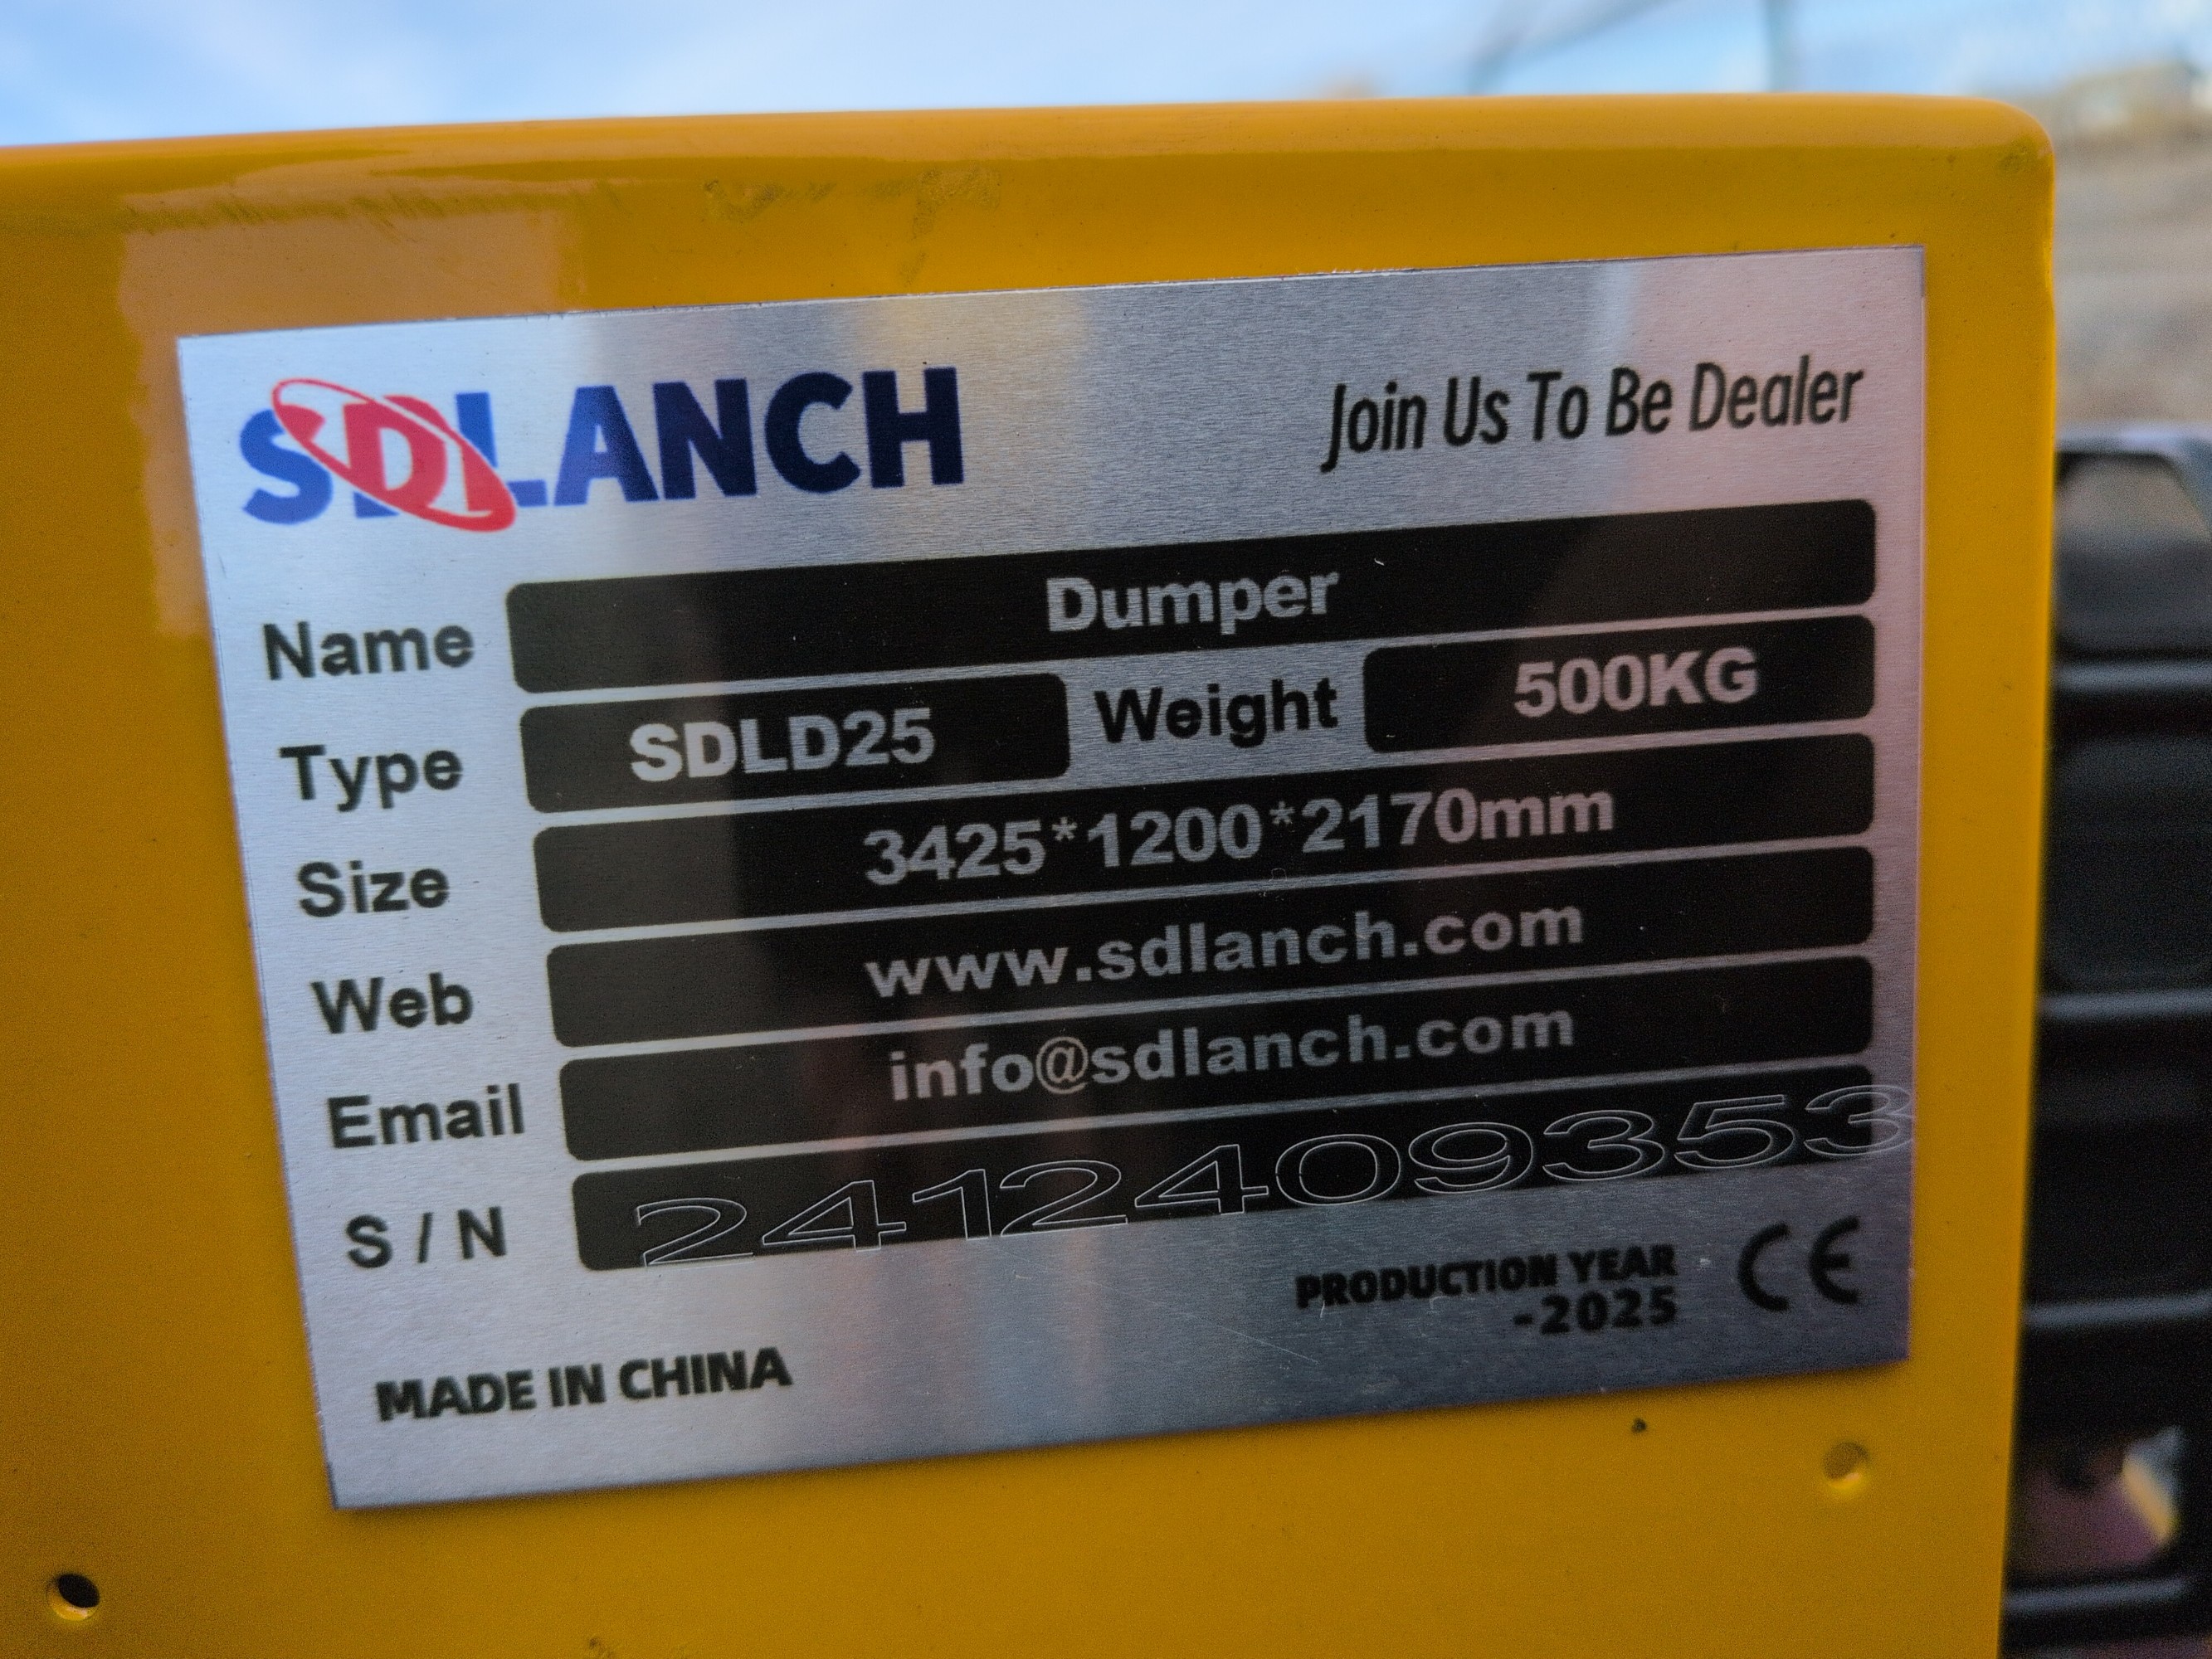 SDLANCH
Join Us To Be Dealer
Name Dumper
Type SDLD25 Weight 500KG
Size 3425*1200*2170mm
Web www.sdlanch.com
Email info@sdlanch.com
S / N 2412409353
PRODUCTION YEAR
-2025
CE
MADE IN CHINA